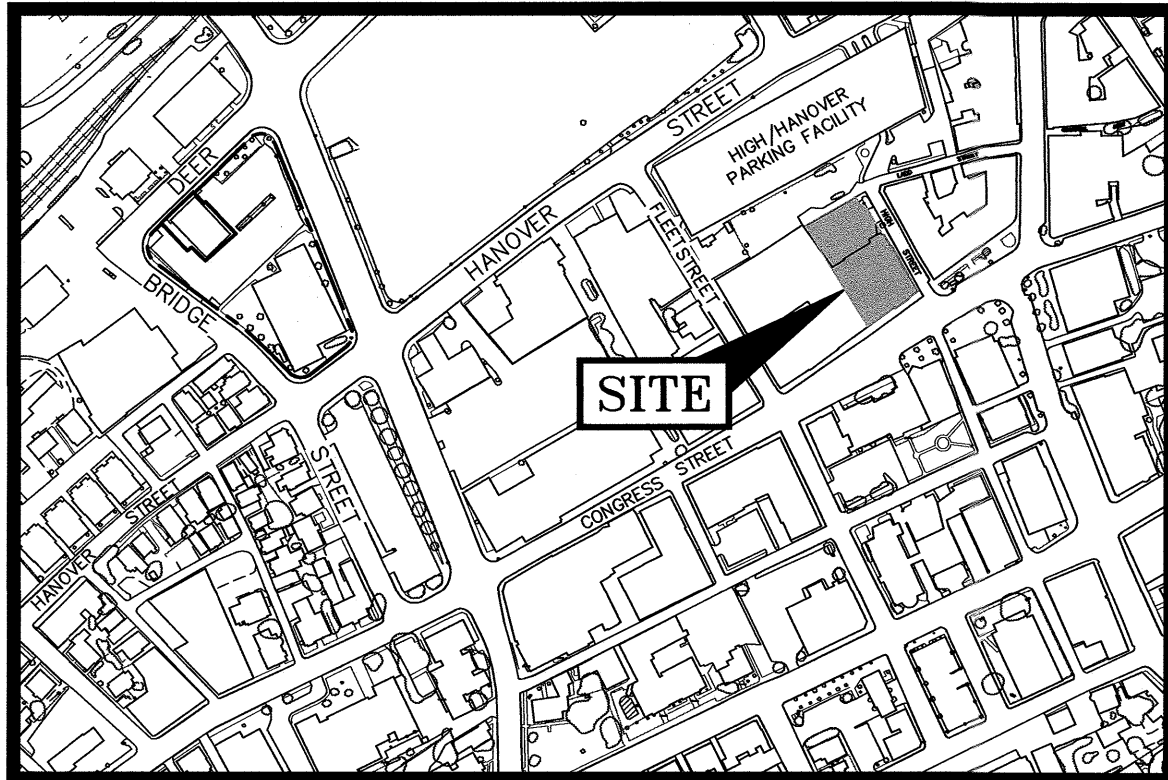 STREET
HIGH/HANOVER
PARKING FACILITY
DEER
LADD STREET
HANOVER
FLEET STREET
HIGH
STREET
BRIDGE
SITE
STREET
CONGRESS STREET
HANOVER STREET